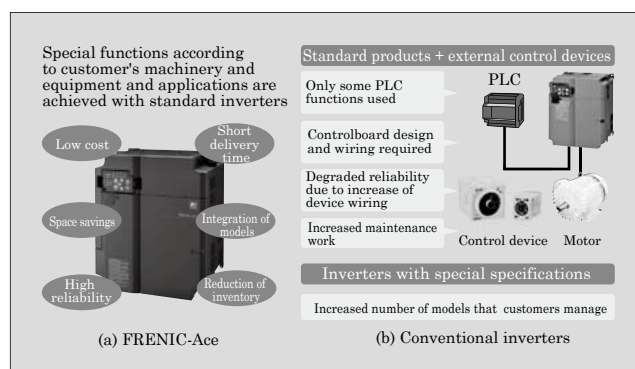 Special functions according
to customer's machinery and
equipment and applications are
achieved with standard inverters
Low cost
Short
delivery
time
Space savings
Integration of
models
High
reliability
Reduction of
inventory
(a) FRENIC-Ace
Standard products + external control devices
Only some PLC
functions used
PLC
Controlboard design
and wiring required
Degraded reliability
due to increase of
device wiring
Increased maintenance
work
Control device
Motor
Inverters with special specifications
Increased number of models that customers manage
(b) Conventional inverters